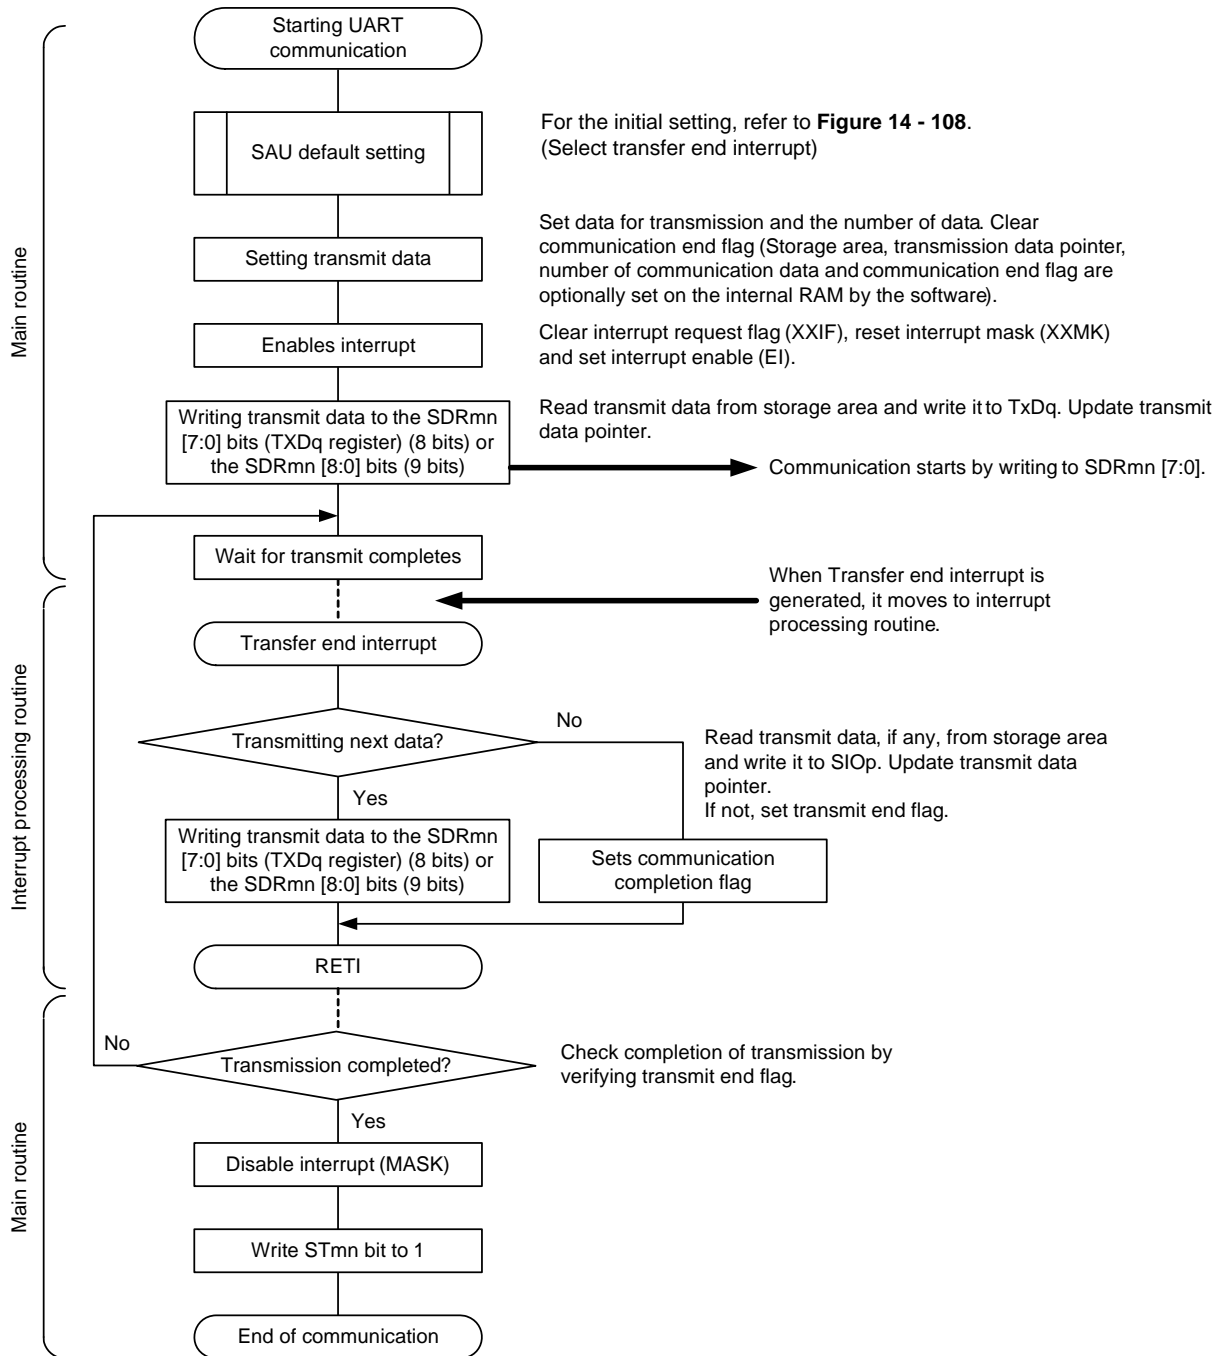 Starting UART
communication
SAU default setting
For the initial setting, refer to Figure 14 - 108.
(Select transfer end interrupt)
Main routine
Setting transmit data
Set data for transmission and the number of data. Clear
communication end flag (Storage area, transmission data pointer,
number of communication data and communication end flag are
optionally set on the internal RAM by the software).
Enables interrupt
Clear interrupt request flag (XXIF), reset interrupt mask (XXMK)
and set interrupt enable (EI).
Writing transmit data to the SDRmn
[7:0] bits (TXDq register) (8 bits) or
the SDRmn [8:0] bits (9 bits)
Read transmit data from storage area and write it to TxDq. Update transmit
data pointer.
Communication starts by writing to SDRmn [7:0].
Wait for transmit completes
When Transfer end interrupt is
generated, it moves to interrupt
processing routine.
Interrupt processing routine
Transfer end interrupt
Transmitting next data?
No
Yes
Read transmit data, if any, from storage area
and write it to SIOp. Update transmit data
pointer.
If not, set transmit end flag.
Writing transmit data to the SDRmn
[7:0] bits (TXDq register) (8 bits) or
the SDRmn [8:0] bits (9 bits)
Sets communication
completion flag
RETI
Main routine
No
Transmission completed?
Check completion of transmission by
verifying transmit end flag.
Yes
Disable interrupt (MASK)
Write STmn bit to 1
End of communication